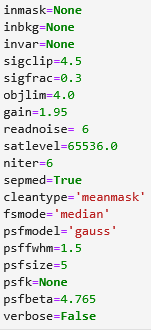 inmask=None
inbkg=None
invar=None
sigclip=4.5
sigfrac=0.3
objlim=4.0
gain=1.95
readnoise= 6
satlevel=65536.0
niter=6
sepmed=True
cleantype='meanmask'
fsmode='median'
psfmodel='gauss'
psffwhm=1.5
psfsize=5
psfk=None
psfbeta=4.765
verbose=False